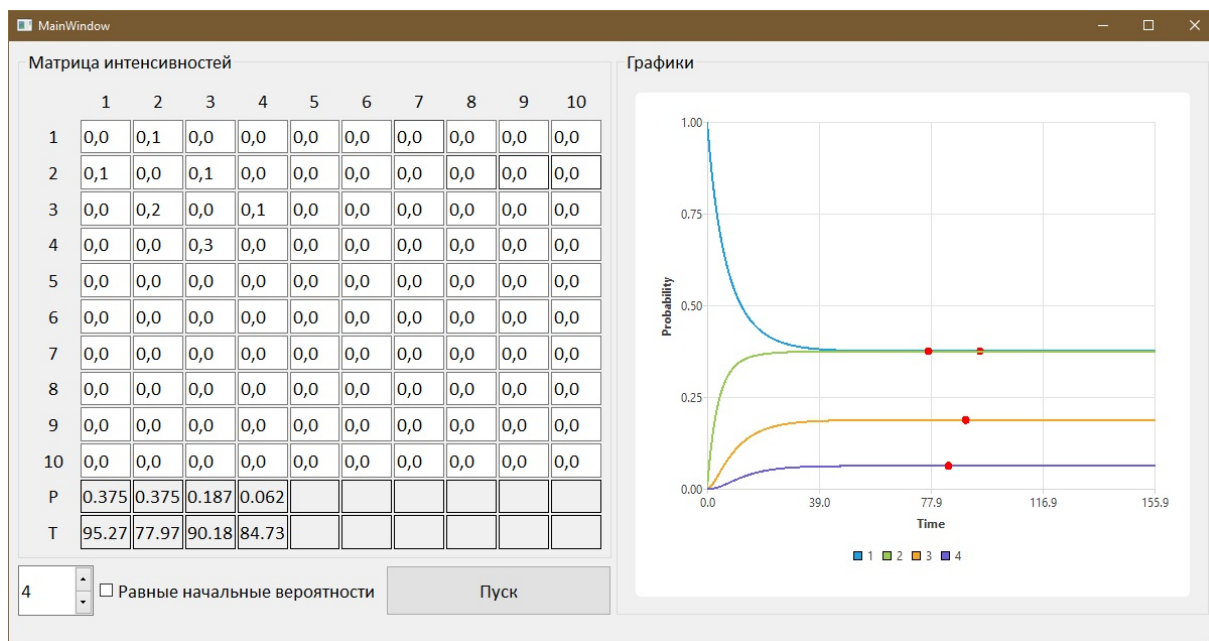 MainWindow
Матрица интенсивностей
1 2 3 4 5 6 7 8 9 10
1 0,0 0,1 0,0 0,0 0,0 0,0 0,0 0,0 0,0 0,0
2 0,1 0,0 0,1 0,0 0,0 0,0 0,0 0,0 0,0 0,0
3 0,0 0,2 0,0 0,1 0,0 0,0 0,0 0,0 0,0 0,0
4 0,0 0,0 0,3 0,0 0,0 0,0 0,0 0,0 0,0 0,0
5 0,0 0,0 0,0 0,0 0,0 0,0 0,0 0,0 0,0 0,0
6 0,0 0,0 0,0 0,0 0,0 0,0 0,0 0,0 0,0 0,0
7 0,0 0,0 0,0 0,0 0,0 0,0 0,0 0,0 0,0 0,0
8 0,0 0,0 0,0 0,0 0,0 0,0 0,0 0,0 0,0 0,0
9 0,0 0,0 0,0 0,0 0,0 0,0 0,0 0,0 0,0 0,0
10 0,0 0,0 0,0 0,0 0,0 0,0 0,0 0,0 0,0 0,0
P 0.375 0.375 0.187 0.062
T 95.27 77.97 90.18 84.73
4 Равные начальные вероятности Пуск
Графики
1.00
0.75
0.50
0.25
0.00
Probability
0.0 39.0 77.9 116.9 155.9
Time
1 2 3 4